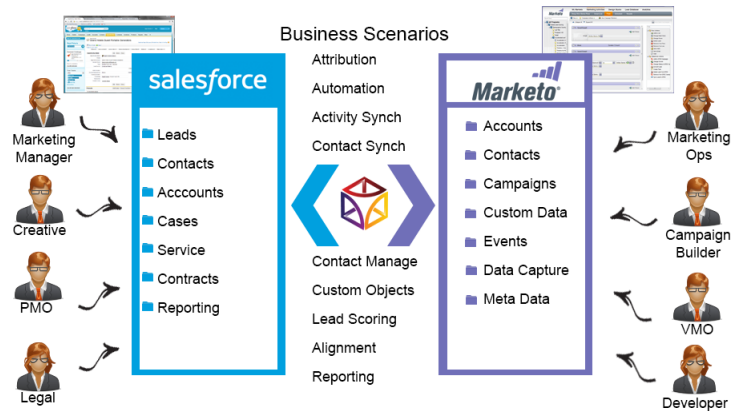 Business Scenarios
Attribution
Automation
Activity Synch
Contact Synch
Contact Manage
Custom Objects
Lead Scoring
Alignment
Reporting
salesforce
Leads
Contacts
Acccounts
Cases
Service
Contracts
Reporting
Marketo
Accounts
Contacts
Campaigns
Custom Data
Events
Data Capture
Meta Data
Marketing
Manager
Creative
PMO
Legal
Marketing
Ops
Campaign
Builder
VMO
Developer